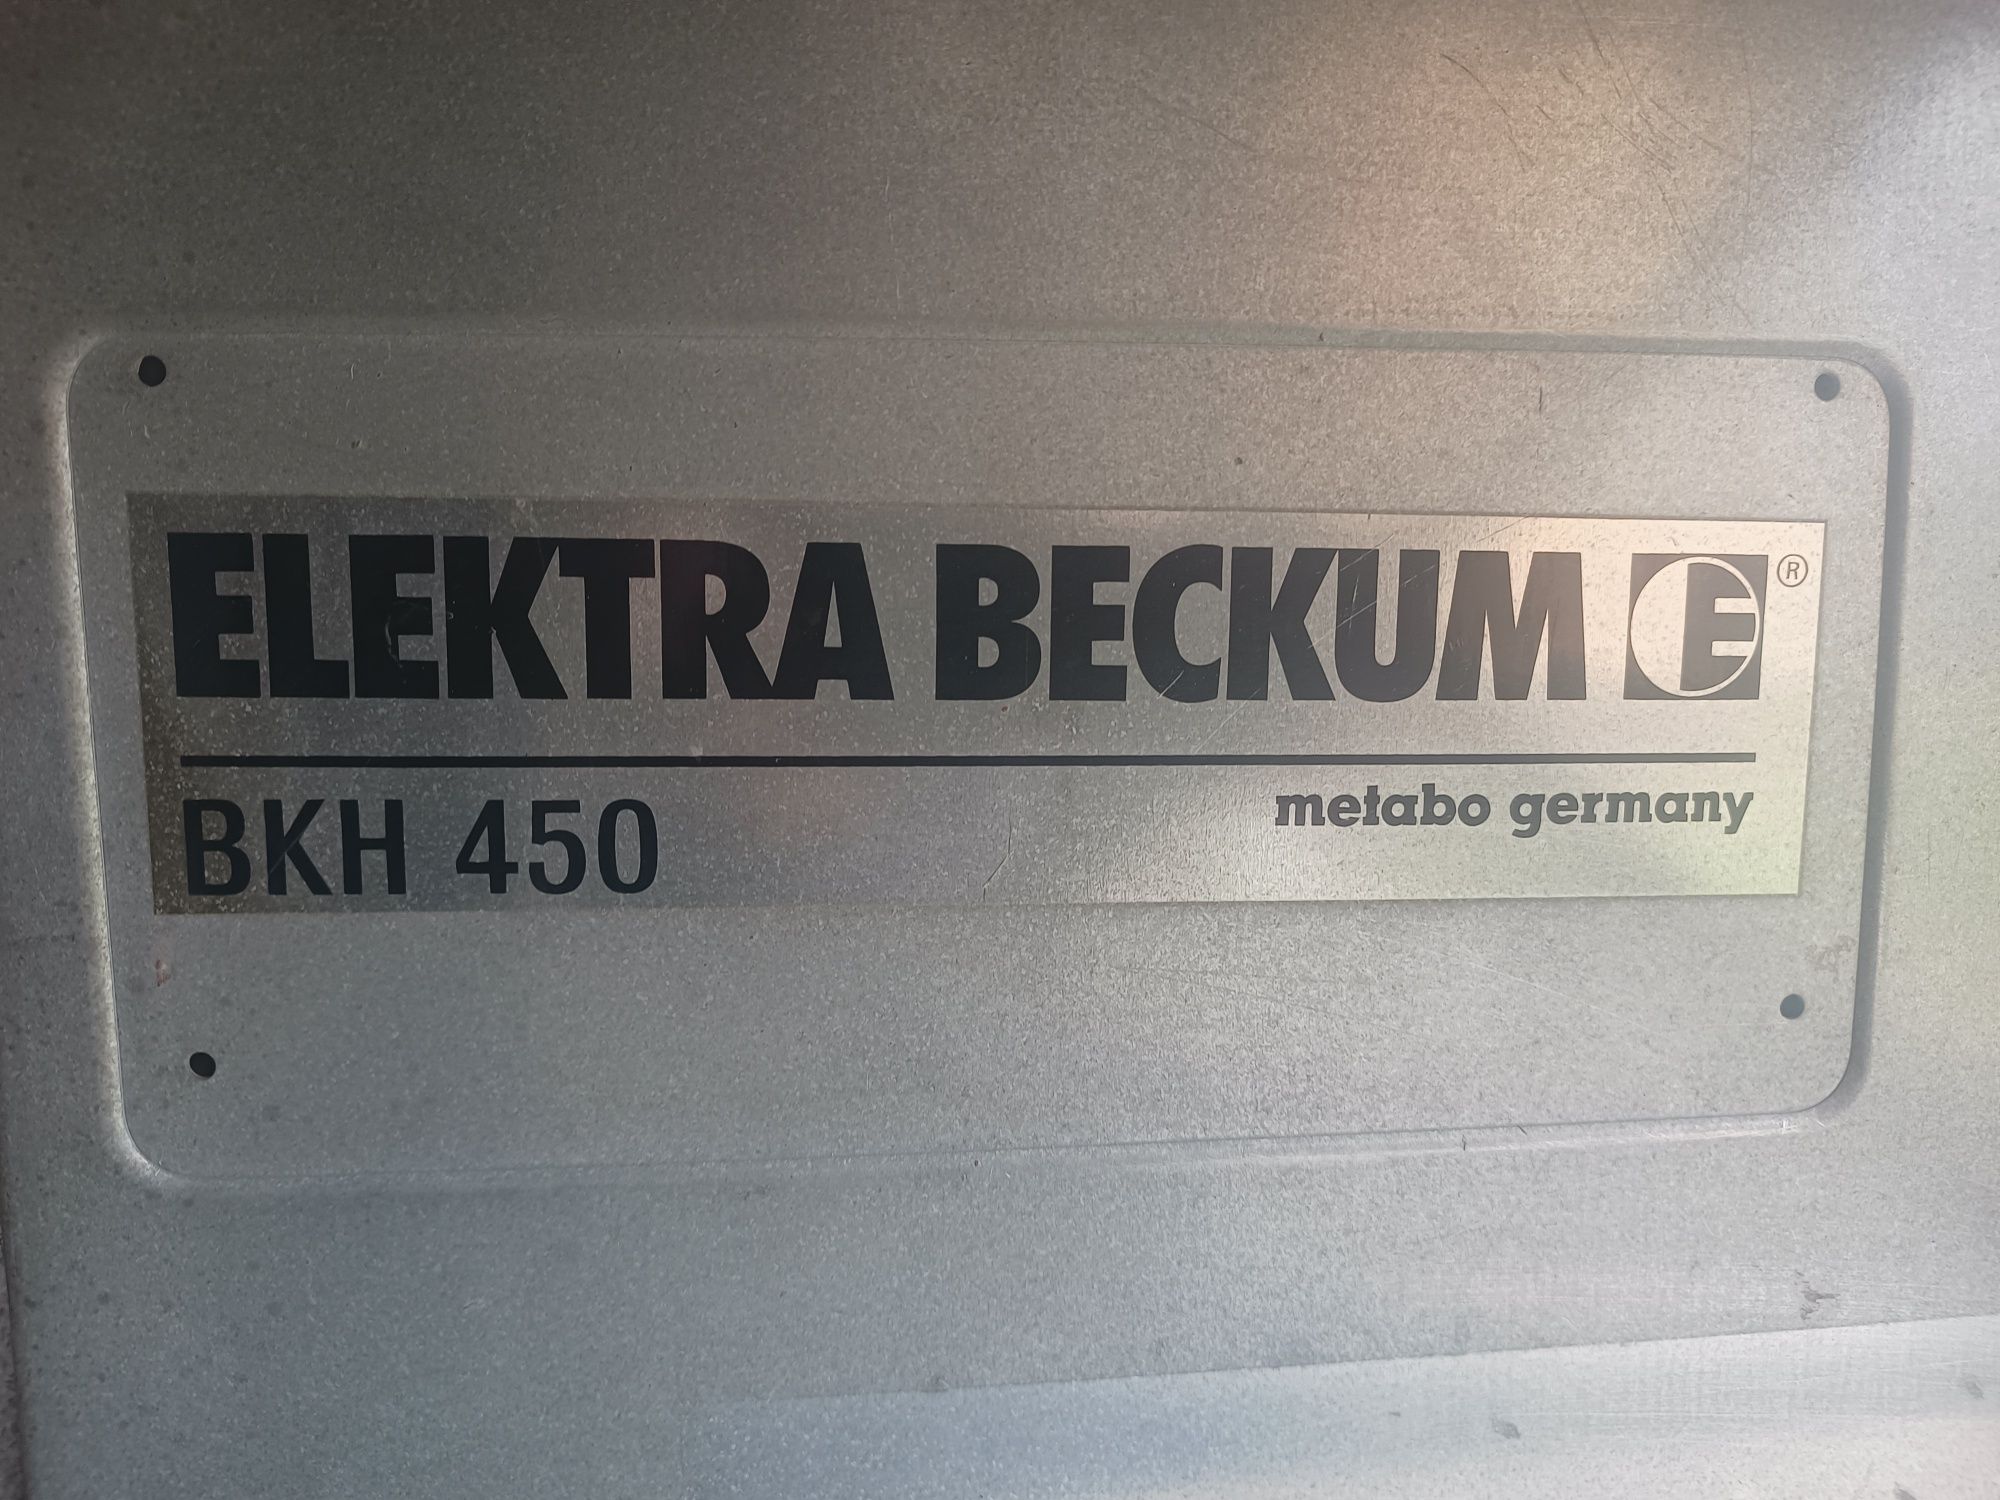 ELEKTRA BECKUM E ®
BKH 450
metabo germany